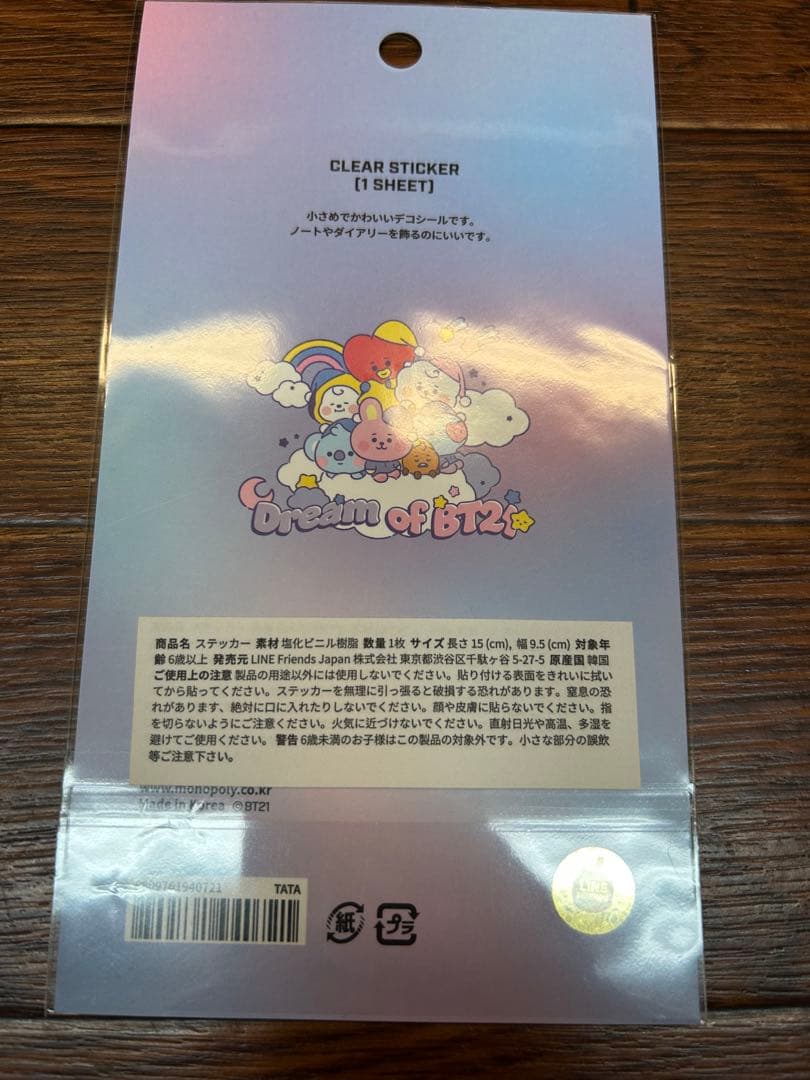 CLEAR STICKER
[1 SHEET]
小さめでかわいいデコシールです。
ノートやダイアリーを飾るのにいいです。
Dream of BT21
商品名 ステッカー 素材 塩化ビニル樹脂 数量 1枚 サイズ 長さ 15 (cm), 幅 9.5 (cm) 対象年
齢 6歳以上 発売元 LINE Friends Japan 株式会社 東京都渋谷区千駄ヶ谷 5-27-5 原産国 韓国
ご使用上の注意 製品の用途以外には使用しないでください。貼り付ける表面をきれいに拭い
てから貼ってください。ステッカーを無理に引っ張ると破損する恐れがあります。窒息の恐
れがあります、絶対に口に入れたりしないでください。顔や皮膚に貼らないでください。指
を切らないようにご注意ください。火気に近づけないでください。直射日光や高温、多湿を
避けてご使用ください。 警告 6歳未満のお子様はこの製品の対象外です。小さな部分の誤飲
等ご注意下さい。
www.monopoly.co.kr
Made in Korea ©BT21
TATA
紙
プラ
LINE